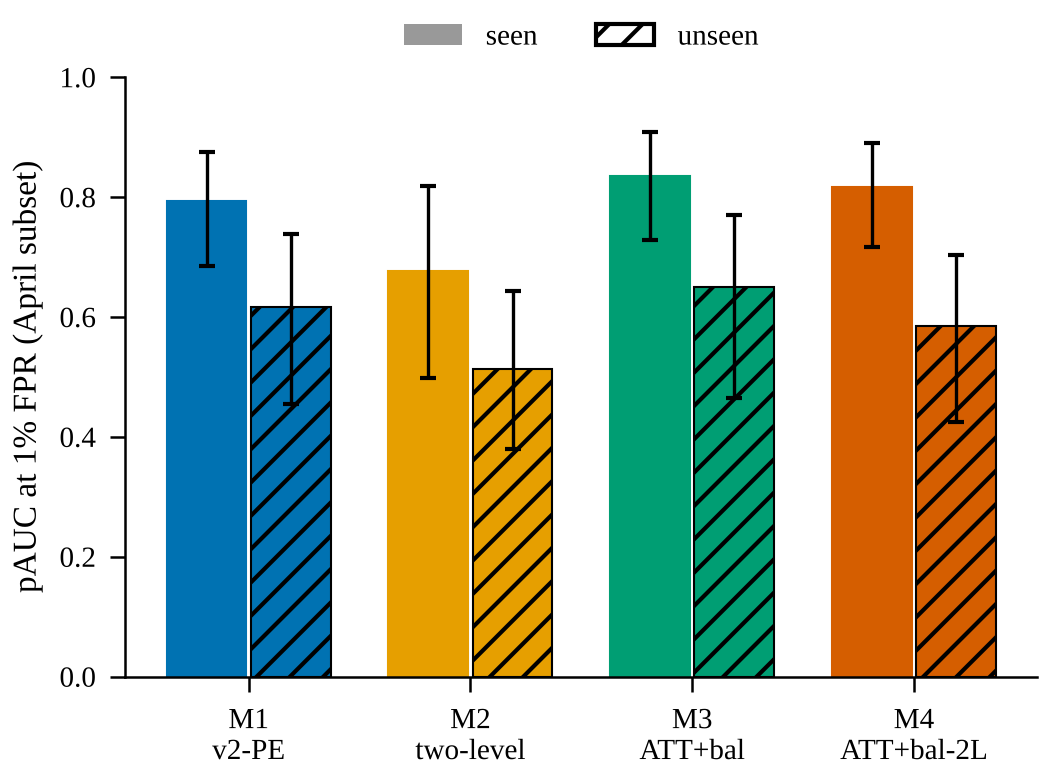 seen
unseen
pAUC at 1% FPR (April subset)
1.0
0.8
0.6
0.4
0.2
0.0
M1
v2-PE
M2
two-level
M3
ATT+bal
M4
ATT+bal-2L